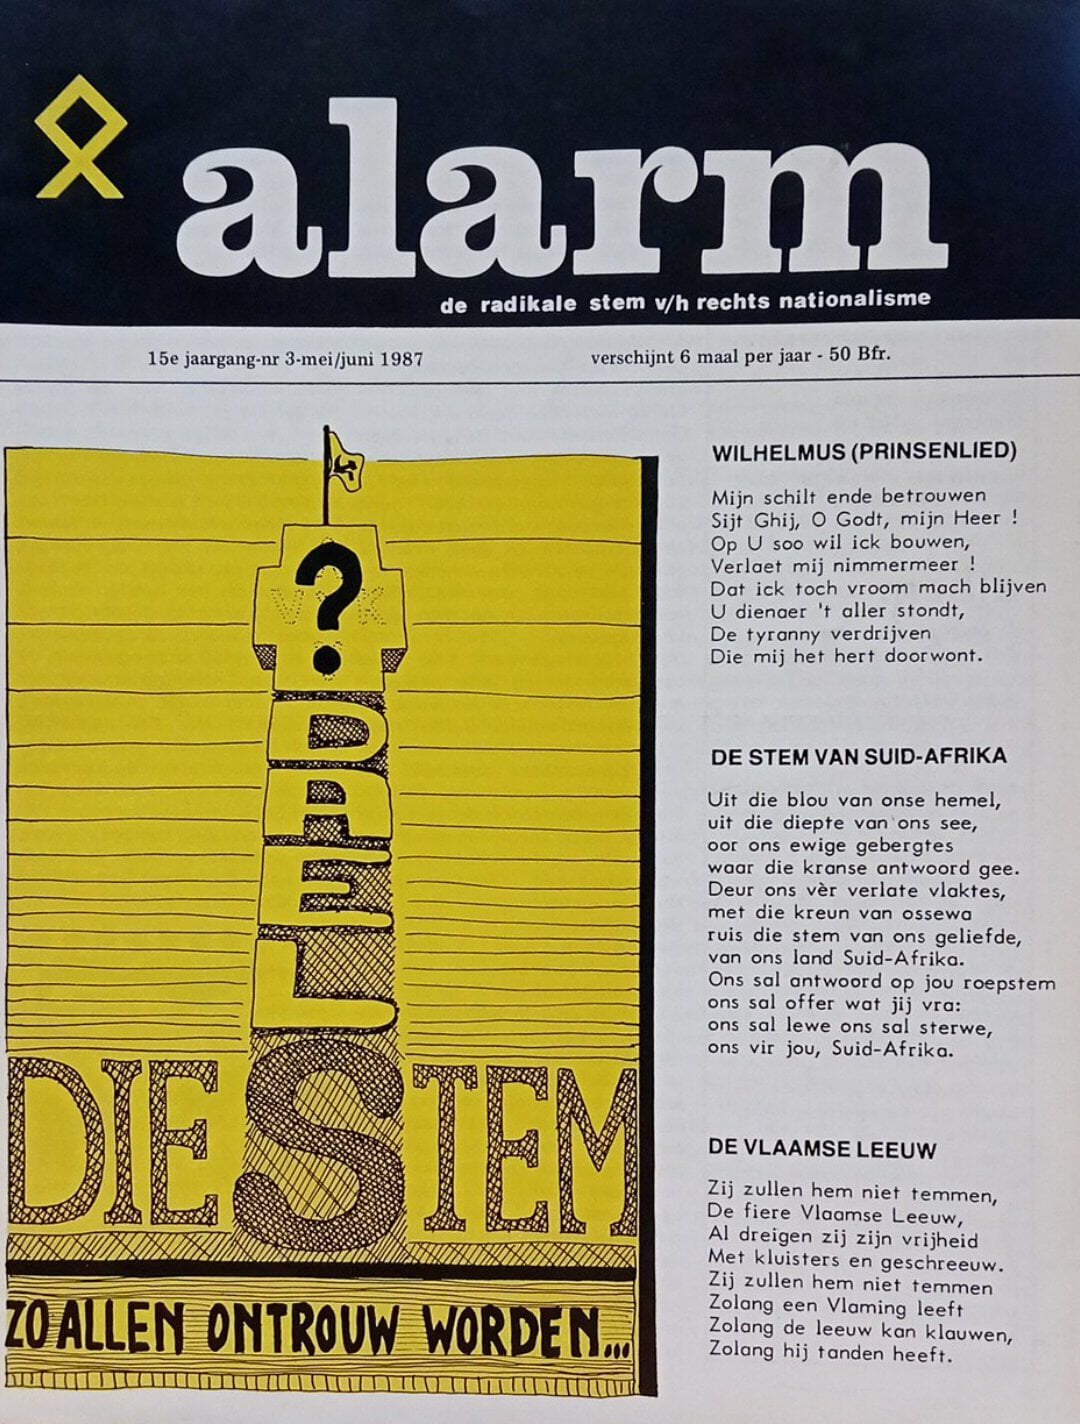 alarm
de radikale stem v/h rechts nationalisme
15e jaargang-nr 3-mei/juni 1987
verschijnt 6 maal per jaar - 50 Bfr.
?
V K
D
R
E
L
DIE STEM
ZO ALLEN ONTROUW WORDEN...
WILHELMUS (PRINSENLIED)
Mijn schilt ende betrouwen
Sijt Ghij, O Godt, mijn Heer !
Op U soo wil ick bouwen,
Verlaet mij nimmermeer !
Dat ick toch vroom mach blijven
U dienaer 't aller stondt,
De tyranny verdrijven
Die mij het hert doorwont.
DE STEM VAN SUID-AFRIKA
Uit die blou van onse hemel,
uit die diepte van ons see,
oor ons ewige gebergtes
waar die kranse antwoord gee.
Deur ons vèr verlate vlaktes,
met die kreun van ossewa
ruis die stem van ons geliefde,
van ons land Suid-Afrika.
Ons sal antwoord op jou roepstem
ons sal offer wat jij vra:
ons sal lewe ons sal sterwe,
ons vir jou, Suid-Afrika.
DE VLAAMSE LEEUW
Zij zullen hem niet temmen,
De fiere Vlaamse Leeuw,
Al dreigen zij zijn vrijheid
Met kluisters en geschreeuw.
Zij zullen hem niet temmen
Zolang een Vlaming leeft
Zolang de leeuw kan klauwen,
Zolang hij tanden heeft.